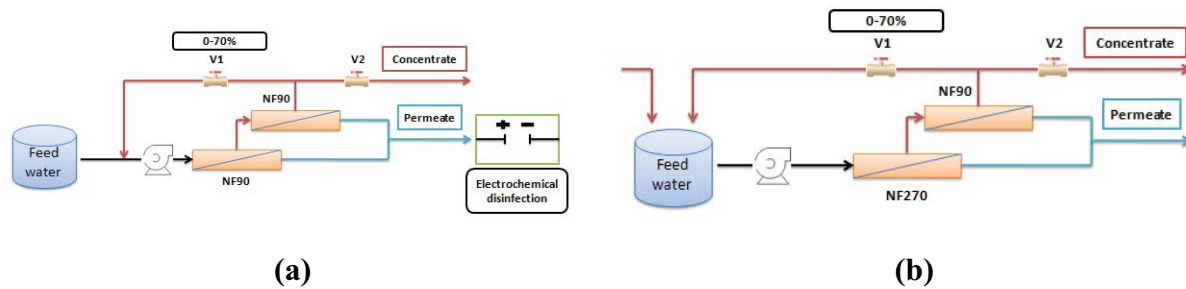 0-70%
V1
V2
Concentrate
NF90
Permeate
Feed
water
NF90
Electrochemical
disinfection
(a)
0-70%
V1
V2
Concentrate
NF90
Permeate
Feed
water
NF270
(b)